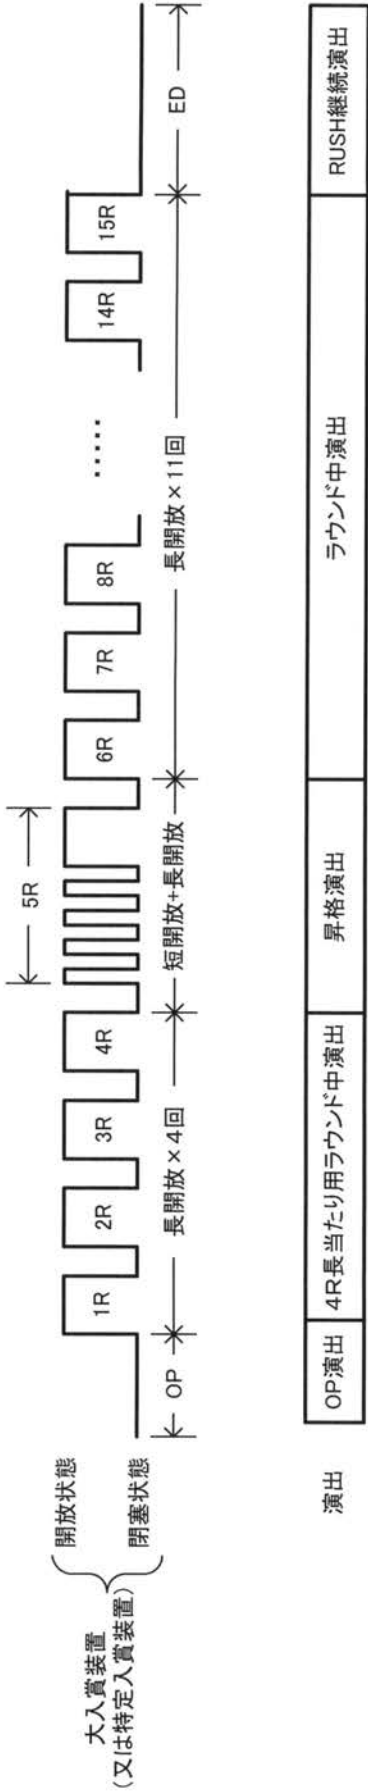 5R
開放状態
大入賞装置
(又は特定入賞装置)
閉塞状態
1R
2R
3R
4R
6R
7R
8R
・・・・・
14R
15R
OP
長開放×4回
短開放+長開放
長開放×11回
ED
演出
OP演出
4R長当たり用ラウンド中演出
昇格演出
ラウンド中演出
RUSH継続演出